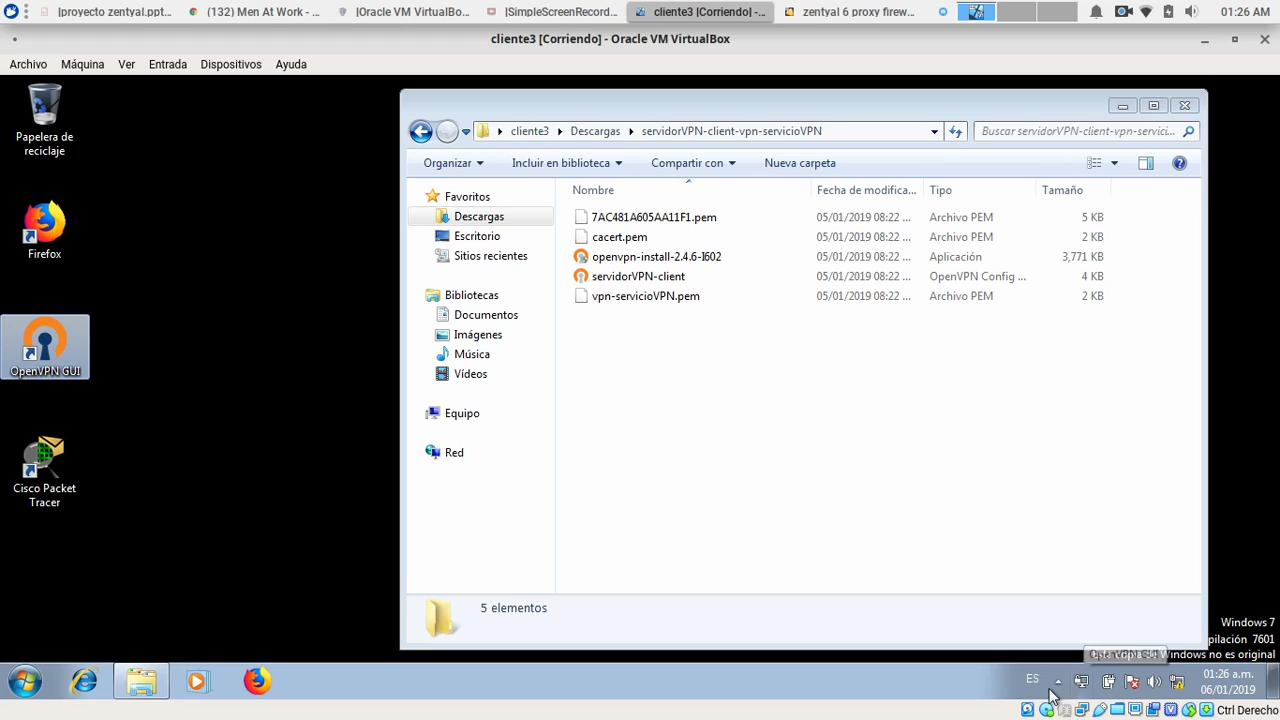 |proyecto zentyal.ppt...
(132) Men At Work - ...
|Oracle VM VirtualBo...
|SimpleScreenRecord...
cliente3 [Corriendo] -...
zentyal 6 proxy firew...
01:26 AM
cliente3 [Corriendo] - Oracle VM VirtualBox
Archivo Máquina Ver Entrada Dispositivos Ayuda
Papelera de
reciclaje
Firefox
OpenVPN GUI
Cisco Packet
Tracer
cliente3 Descargas servidorVPN-client-vpn-servicioVPN
Buscar servidorVPN-client-vpn-servici...
Organizar Incluir en biblioteca Compartir con Nueva carpeta
Favoritos
Descargas
Escritorio
Sitios recientes
Bibliotecas
Documentos
Imágenes
Música
Vídeos
Equipo
Red
Nombre Fecha de modifica... Tipo Tamaño
7AC481A605AA11F1.pem 05/01/2019 08:22 ... Archivo PEM 5 KB
cacert.pem 05/01/2019 08:22 ... Archivo PEM 2 KB
openvpn-install-2.4.6-I602 05/01/2019 08:22 ... Aplicación 3,771 KB
servidorVPN-client 05/01/2019 08:22 ... OpenVPN Config ... 4 KB
vpn-servicioVPN.pem 05/01/2019 08:22 ... Archivo PEM 2 KB
5 elementos
Windows 7
pilación 7601
Windows no es original
ES
01:26 a.m.
06/01/2019
Ctrl Derecho